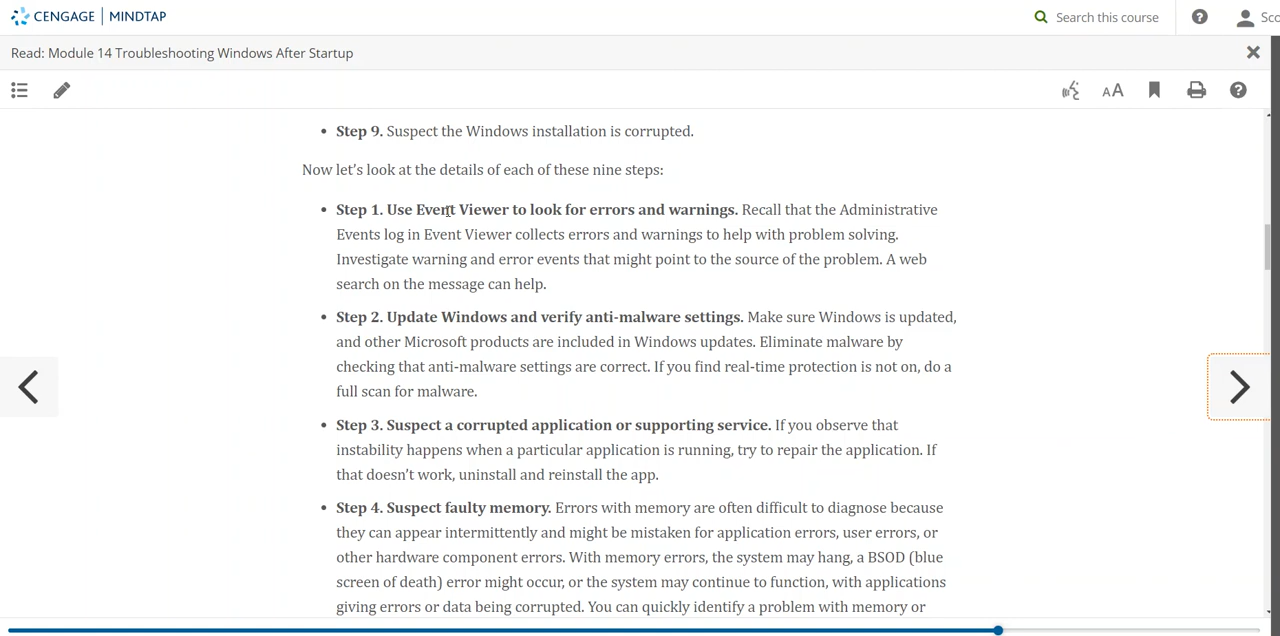 CENGAGE | MINDTAP
Search this course
Sco
Read: Module 14 Troubleshooting Windows After Startup
AA
• Step 9. Suspect the Windows installation is corrupted.
Now let’s look at the details of each of these nine steps:
• Step 1. Use Event Viewer to look for errors and warnings. Recall that the Administrative
Events log in Event Viewer collects errors and warnings to help with problem solving.
Investigate warning and error events that might point to the source of the problem. A web
search on the message can help.
• Step 2. Update Windows and verify anti-malware settings. Make sure Windows is updated,
and other Microsoft products are included in Windows updates. Eliminate malware by
checking that anti-malware settings are correct. If you find real-time protection is not on, do a
full scan for malware.
• Step 3. Suspect a corrupted application or supporting service. If you observe that
instability happens when a particular application is running, try to repair the application. If
that doesn’t work, uninstall and reinstall the app.
• Step 4. Suspect faulty memory. Errors with memory are often difficult to diagnose because
they can appear intermittently and might be mistaken for application errors, user errors, or
other hardware component errors. With memory errors, the system may hang, a BSOD (blue
screen of death) error might occur, or the system may continue to function, with applications
giving errors or data being corrupted. You can quickly identify a problem with memory or